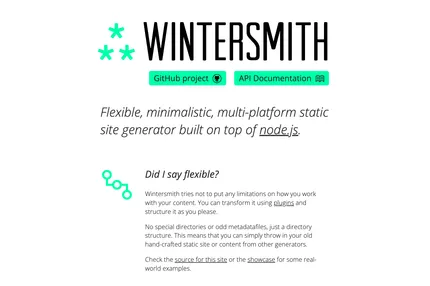 WINTERSMITH
GitHub project
API Documentation
Flexible, minimalistic, multi-platform static
site generator built on top of node.js.
Did I say flexible?
Wintersmith tries not to put any limitations on how you work
with your content. You can transform it using plugins and
structure it as you please.
No special directories or odd metadatafiles, just a directory
structure. This means that you can simply throw in your old
hand-crafted static site or content from other generators.
Check the source for this site or the showcase for some real-
world examples.